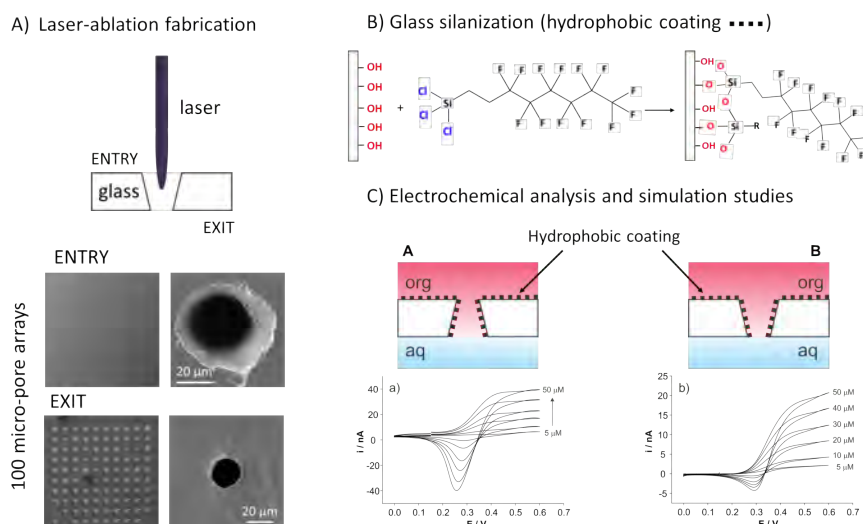 A) Laser-ablation fabrication
laser
ENTRY
glass
EXIT
ENTRY
20 µm
EXIT
20 µm
100 micro-pore arrays
B) Glass silanization (hydrophobic coating ▪▪▪▪)
OH
OH
OH
OH
OH
+
Cl
Cl
Cl
Si
F F F F F F
F
F
F F F F
OH
O
O
OH
O
O
OH
Si
O
Si
R
F F F F F F
F
F
F F F F
C) Electrochemical analysis and simulation studies
A
Hydrophobic coating
B
org
aq
org
aq
a)
i / nA
40
20
0
-20
-40
50 µM
5 µM
0.0 0.1 0.2 0.3 0.4 0.5 0.6 0.7
E / V
b)
i / nA
25
20
15
10
5
0
-5
50 µM
40 µM
30 µM
20 µM
10 µM
5 µM
0.0 0.1 0.2 0.3 0.4 0.5 0.6 0.7
E / V